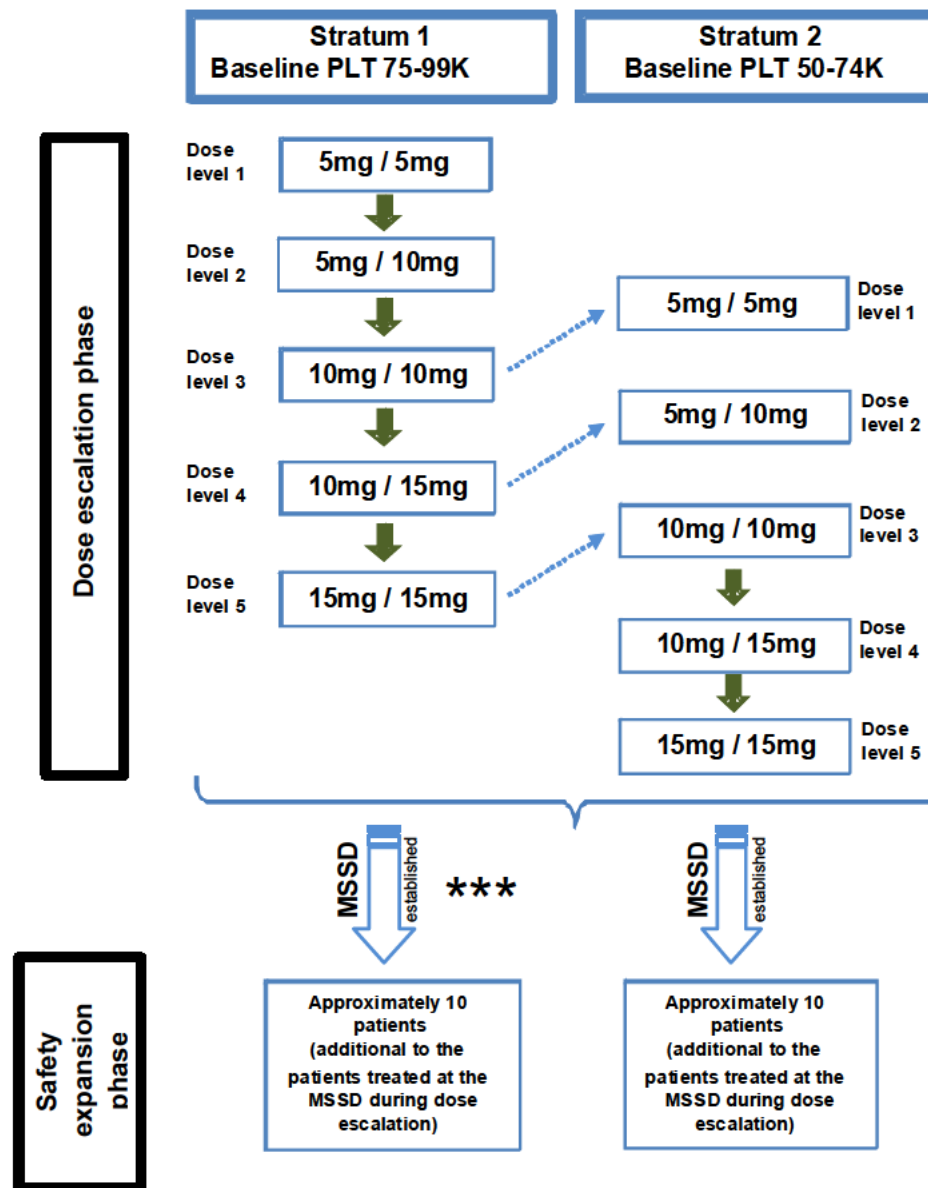 Stratum 1
Baseline PLT 75-99K
Stratum 2
Baseline PLT 50-74K
Dose escalation phase
Dose
level 1
5mg / 5mg
Dose
level 2
5mg / 10mg
Dose
level 3
10mg / 10mg
Dose
level 4
10mg / 15mg
Dose
level 5
15mg / 15mg
5mg / 5mg
Dose
level 1
5mg / 10mg
Dose
level 2
10mg / 10mg
Dose
level 3
10mg / 15mg
Dose
level 4
15mg / 15mg
Dose
level 5
MSSD
established
***
MSSD
established
Safety
expansion
phase
Approximately 10
patients
(additional to the
patients treated at the
MSSD during dose
escalation)
Approximately 10
patients
(additional to the
patients treated at the
MSSD during dose
escalation)